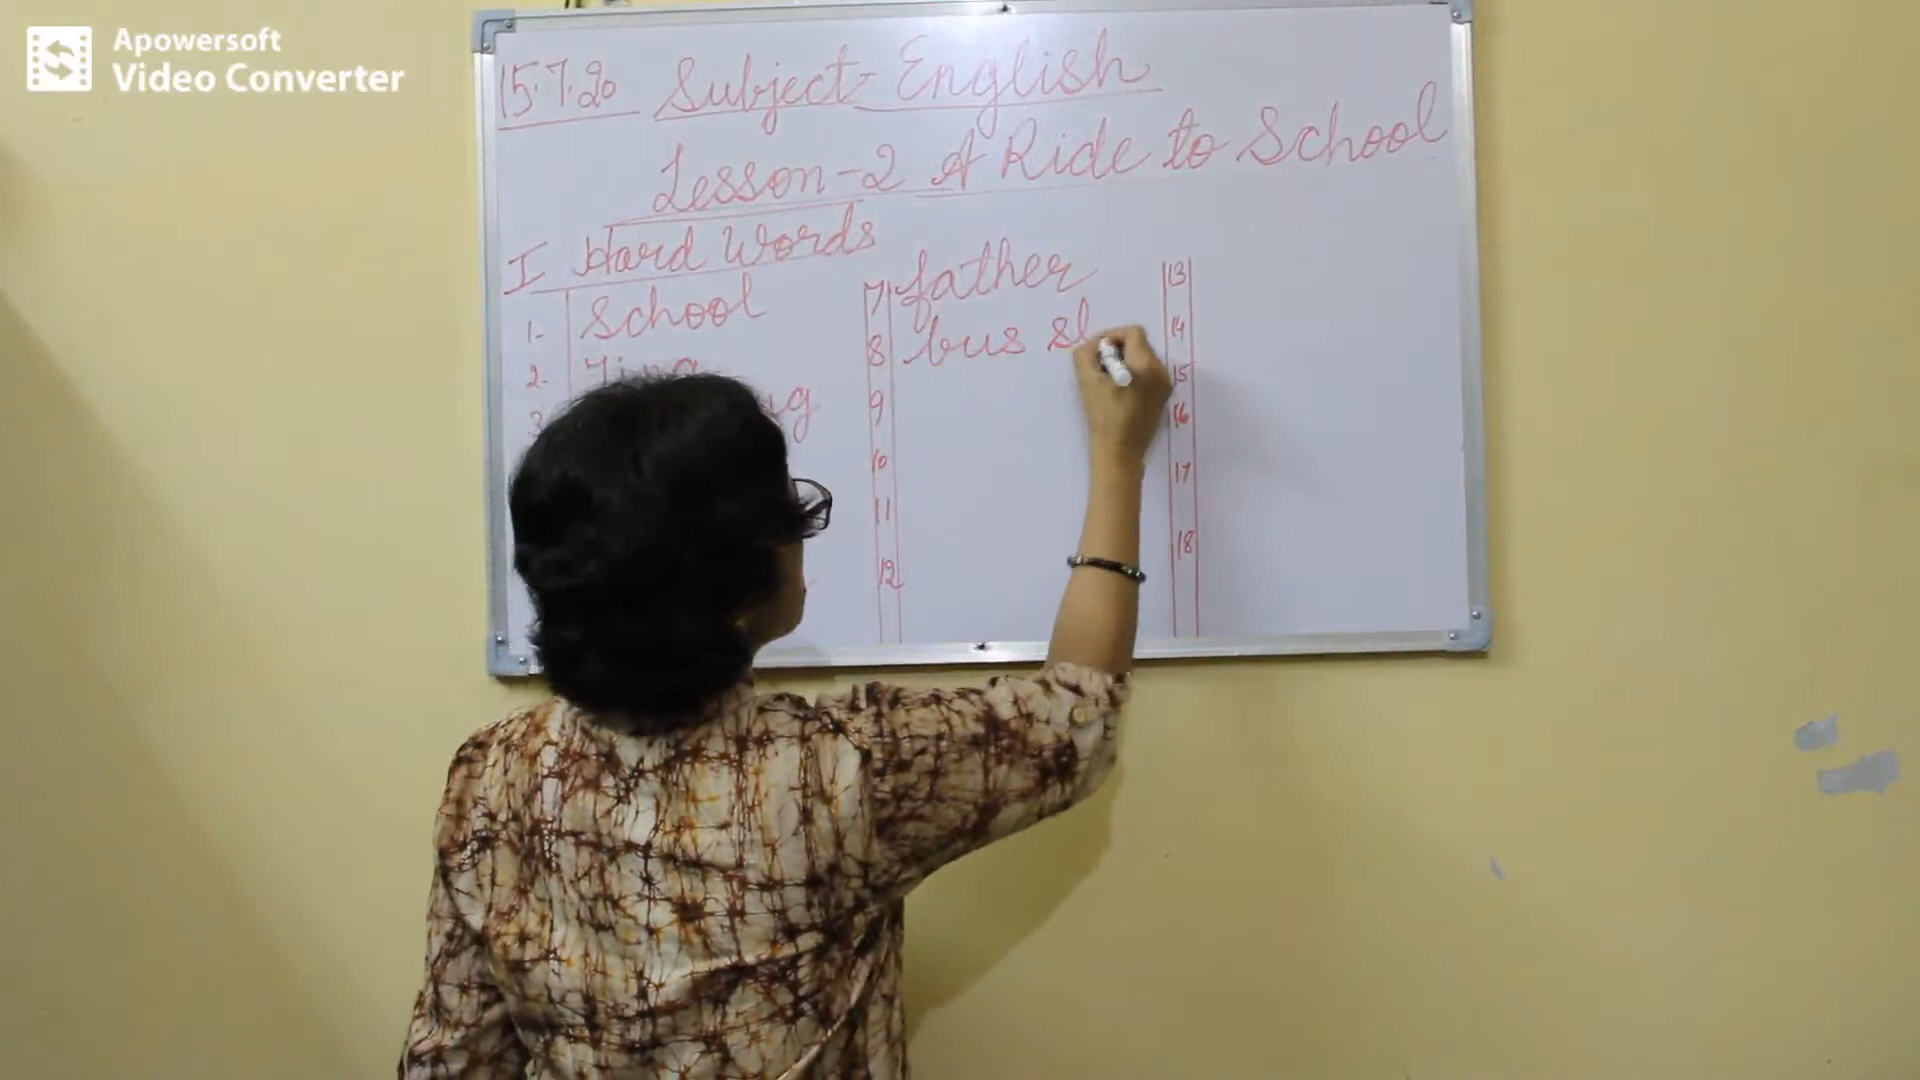 Apowersoft
Video Converter
15.7.20 Subject- English
Lesson-2 A Ride to School
I Hard Words
1- School
2-
3
7 father
8 bus
9
10
11
12
13
14
15
16
17
18